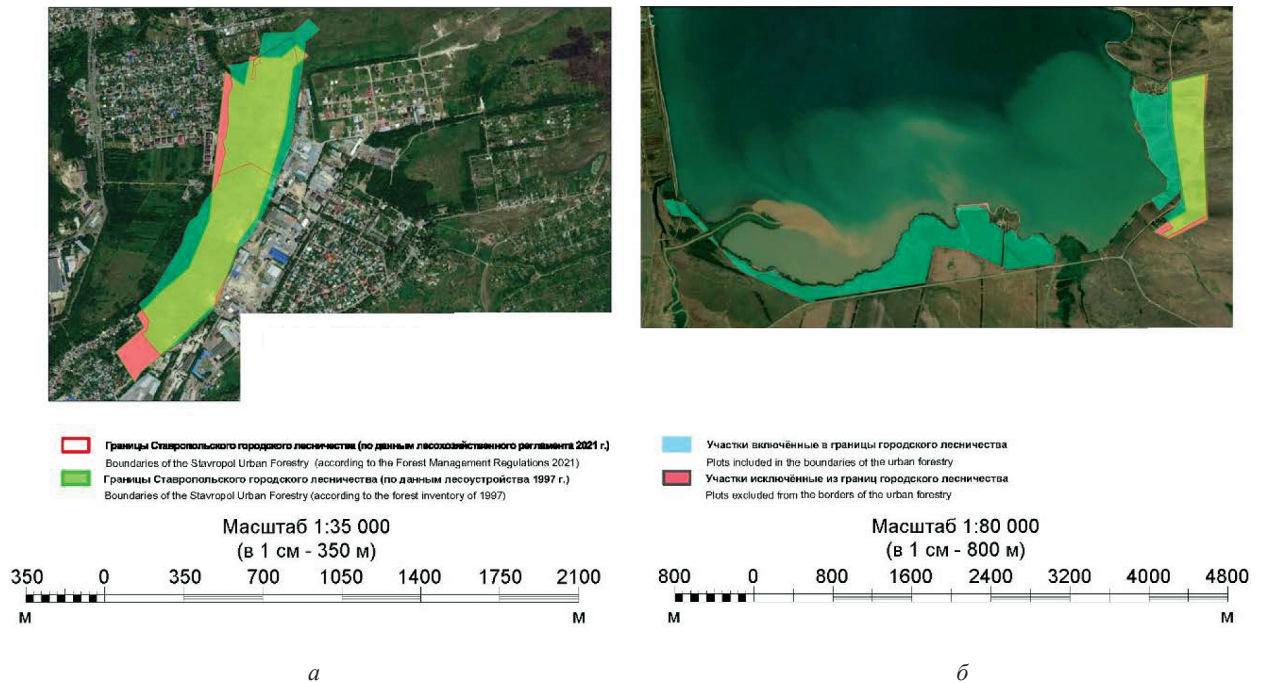 Границы Ставропольского городского лесничества (по данным лесохозяйственного регламента 2021 г.)
Boundaries of the Stavropol Urban Forestry (according to the Forest Management Regulations 2021)
Границы Ставропольского городского лесничества (по данным лесоустройства 1997 г.)
Boundaries of the Stavropol Urban Forestry (according to the forest inventory of 1997)
Масштаб 1:35 000
(в 1 см - 350 м)
350 0 350 700 1050 1400 1750 2100
м м
а
Участки включённые в границы городского лесничества
Plots included in the boundaries of the urban forestry
Участки исключённые из границ городского лесничества
Plots excluded from the borders of the urban forestry
Масштаб 1:80 000
(в 1 см - 800 м)
800 0 800 1600 2400 3200 4000 4800
м м
б